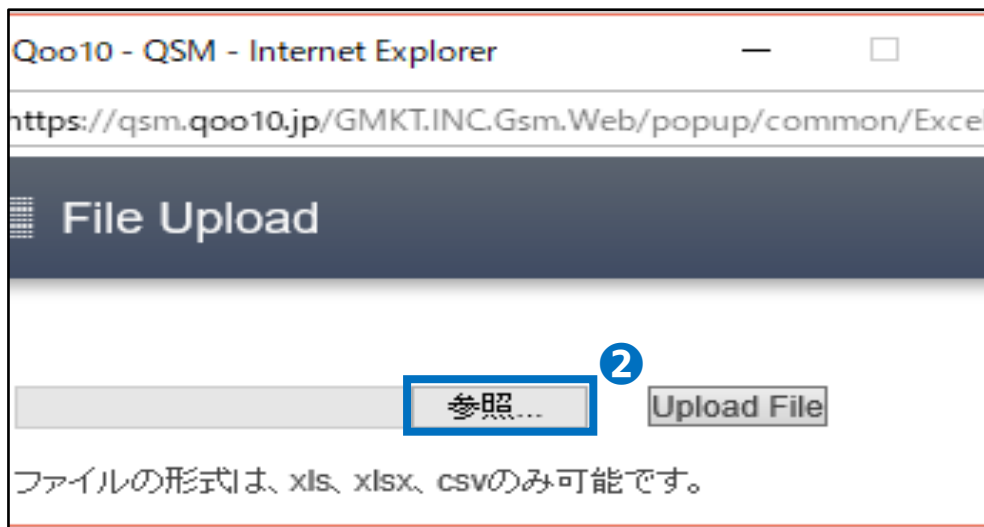 Qoo10 - QSM - Internet Explorer
https://qsm.qoo10.jp/GMKT.INC.Gsm.Web/popup/common/Excel
File Upload
2
参照... Upload File
ファイルの形式は、xls、xlsx、csvのみ可能です。